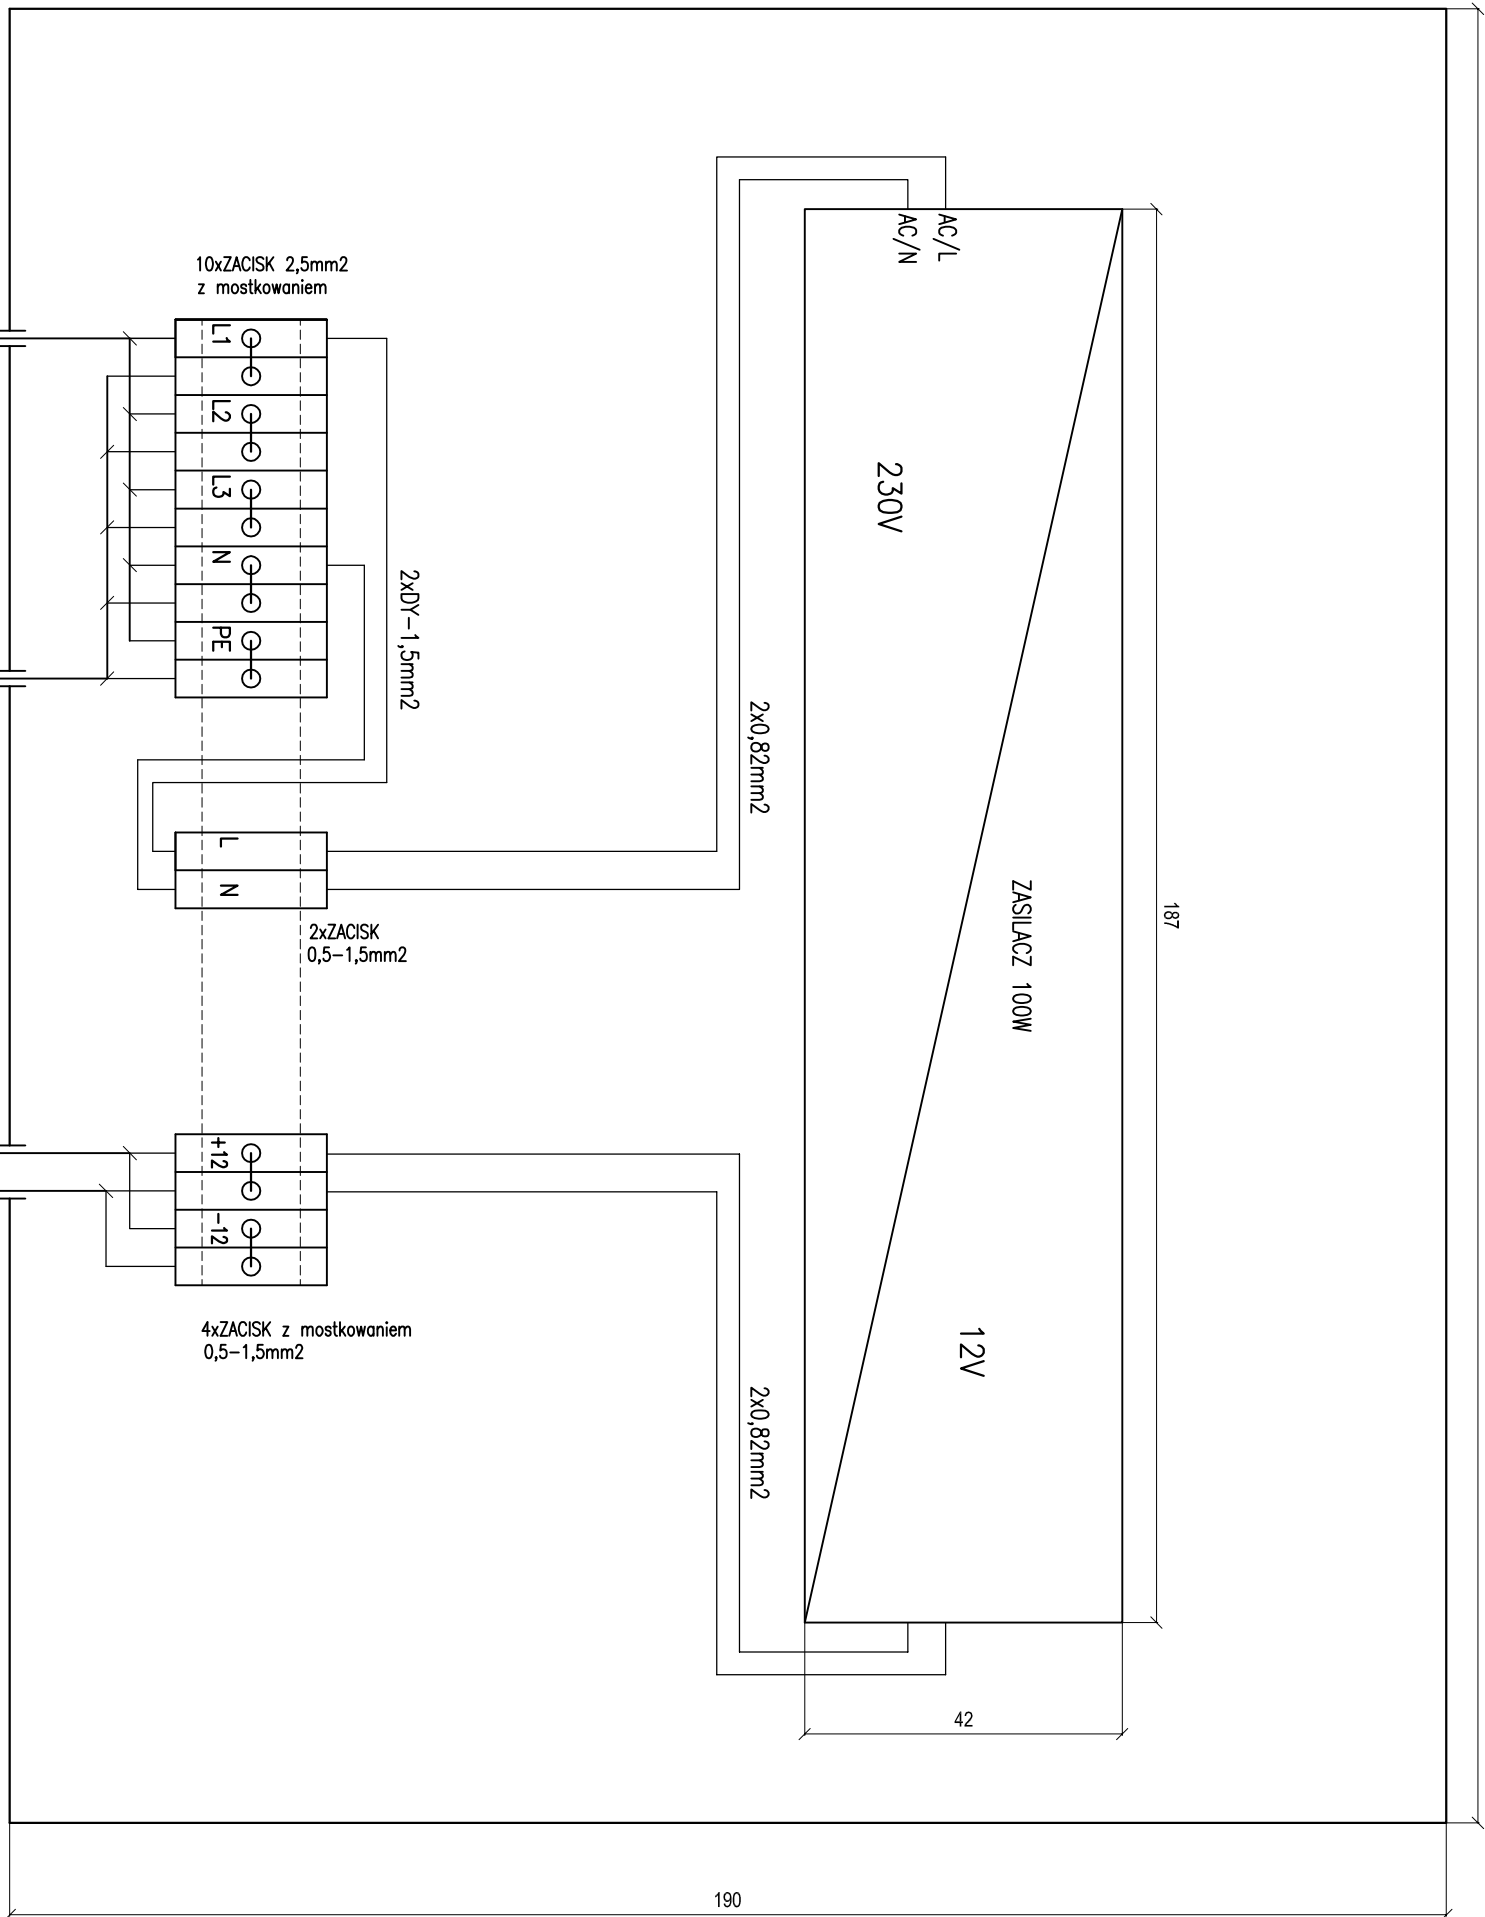 AC/L
AC/N
10xZACISK 2,5mm2
z mostkowaniem
L1
L2
L3
N
PE
230V
2xDY-1,5mm2
2x0,82mm2
L
N
ZASILACZ 100W
187
2xZACISK
0,5-1,5mm2
+12
-12
4xZACISK z mostkowaniem
0,5-1,5mm2
12V
2x0,82mm2
42
190